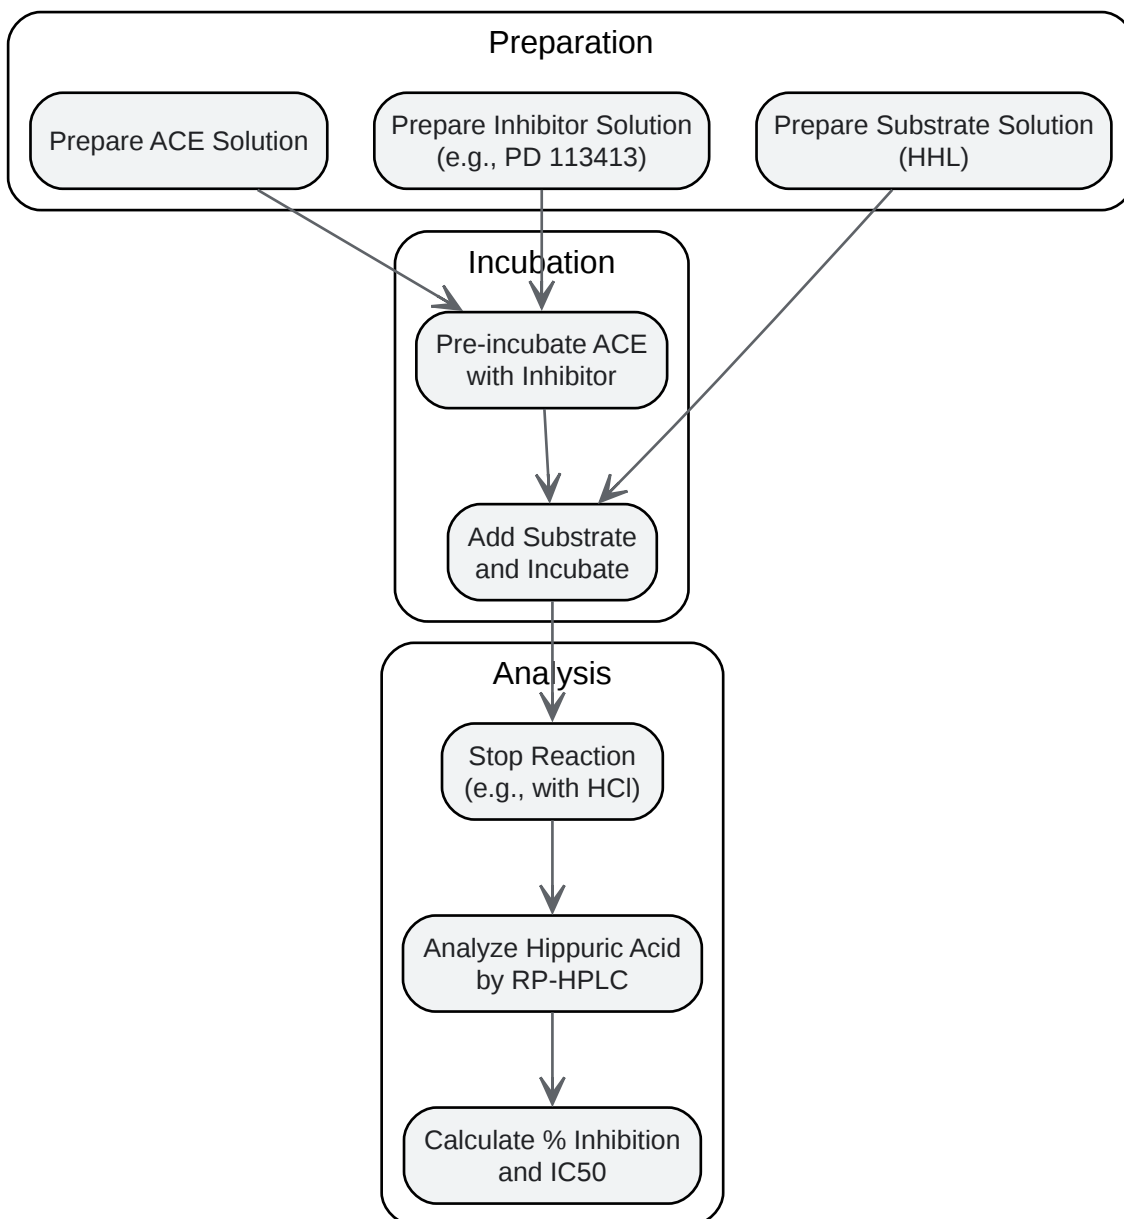 Preparation
Prepare ACE Solution
Prepare Inhibitor Solution
(e.g., PD 113413)
Prepare Substrate Solution
(HHL)
Incubation
Pre-incubate ACE
with Inhibitor
Add Substrate
and Incubate
Analysis
Stop Reaction
(e.g., with HCl)
Analyze Hippuric Acid
by RP-HPLC
Calculate % Inhibition
and IC50